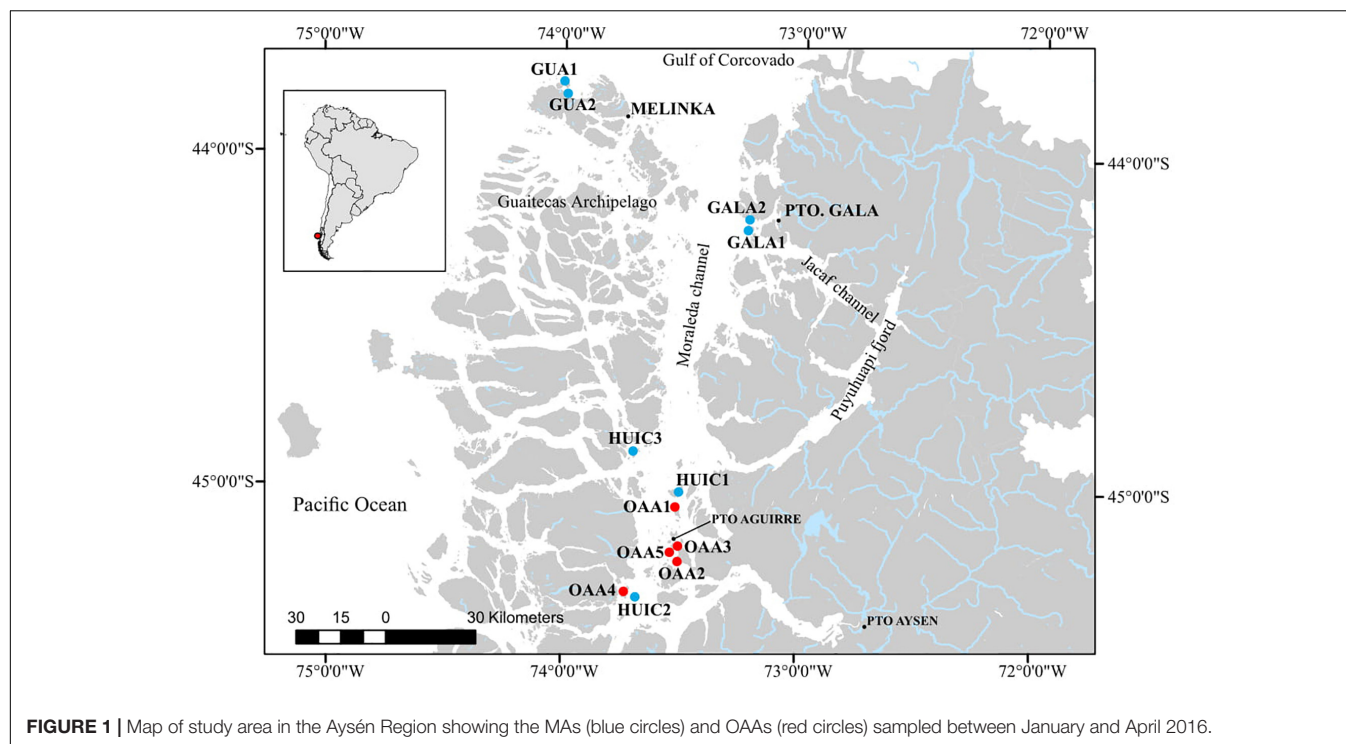 75°0'0"W 74°0'0"W 73°0'0"W 72°0'0"W
Gulf of Corcovado
GUA1
GUA2
MELINKA
44°0'0"S 44°0'0"S
Guaitecas Archipelago
GALA2 PTO. GALA
GALA1
Moraleda channel
Jacaf channel
Puyuhuapi fjord
HUIC3
45°0'0"S 45°0'0"S
HUIC1
Pacific Ocean
OAA1
PTO AGUIRRE
OAA5 OAA3
OAA2
OAA4
HUIC2
PTO AYSEN
30 15 0 30 Kilometers
75°0'0"W 74°0'0"W 73°0'0"W 72°0'0"W
FIGURE 1 | Map of study area in the Aysén Region showing the MAs (blue circles) and OAAs (red circles) sampled between January and April 2016.